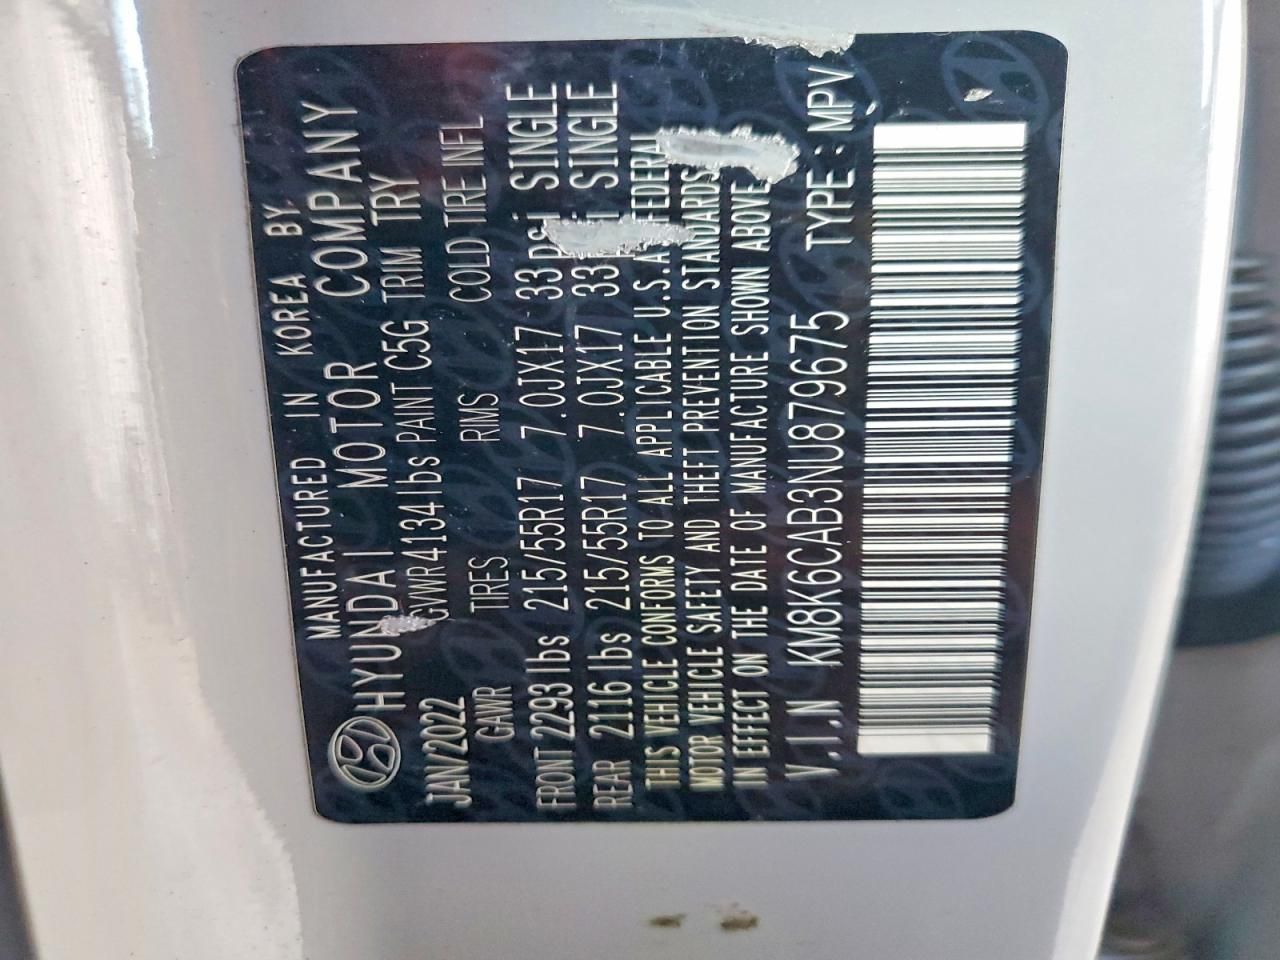 MANUFACTURED IN KOREA BY
HYUNDAI MOTOR COMPANY
JAN/2022 GVWR4134lbs PAINT C5G TRIM TRY
GAWR TIRES RIMS COLD TIRE INFL
FRONT 2293 lbs 215/55R17 7.0JX17 33 psi SINGLE
REAR 2116 lbs 215/55R17 7.0JX17 33 SINGLE
THIS VEHICLE CONFORMS TO ALL APPLICABLE U.S.A FEDERAL
MOTOR VEHICLE SAFETY AND THEFT PREVENTION STANDARDS
IN EFFECT ON THE DATE OF MANUFACTURE SHOWN ABOVE
V.I.N KM8K6CAB3NU879675 TYPE : MPV